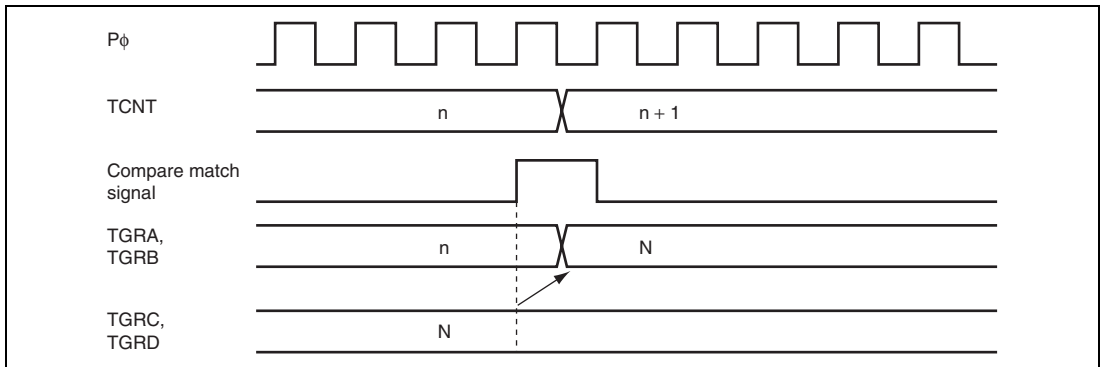 Pϕ
TCNT
n
n + 1
Compare match
signal
TGRA,
TGRB
n
N
TGRC,
TGRD
N